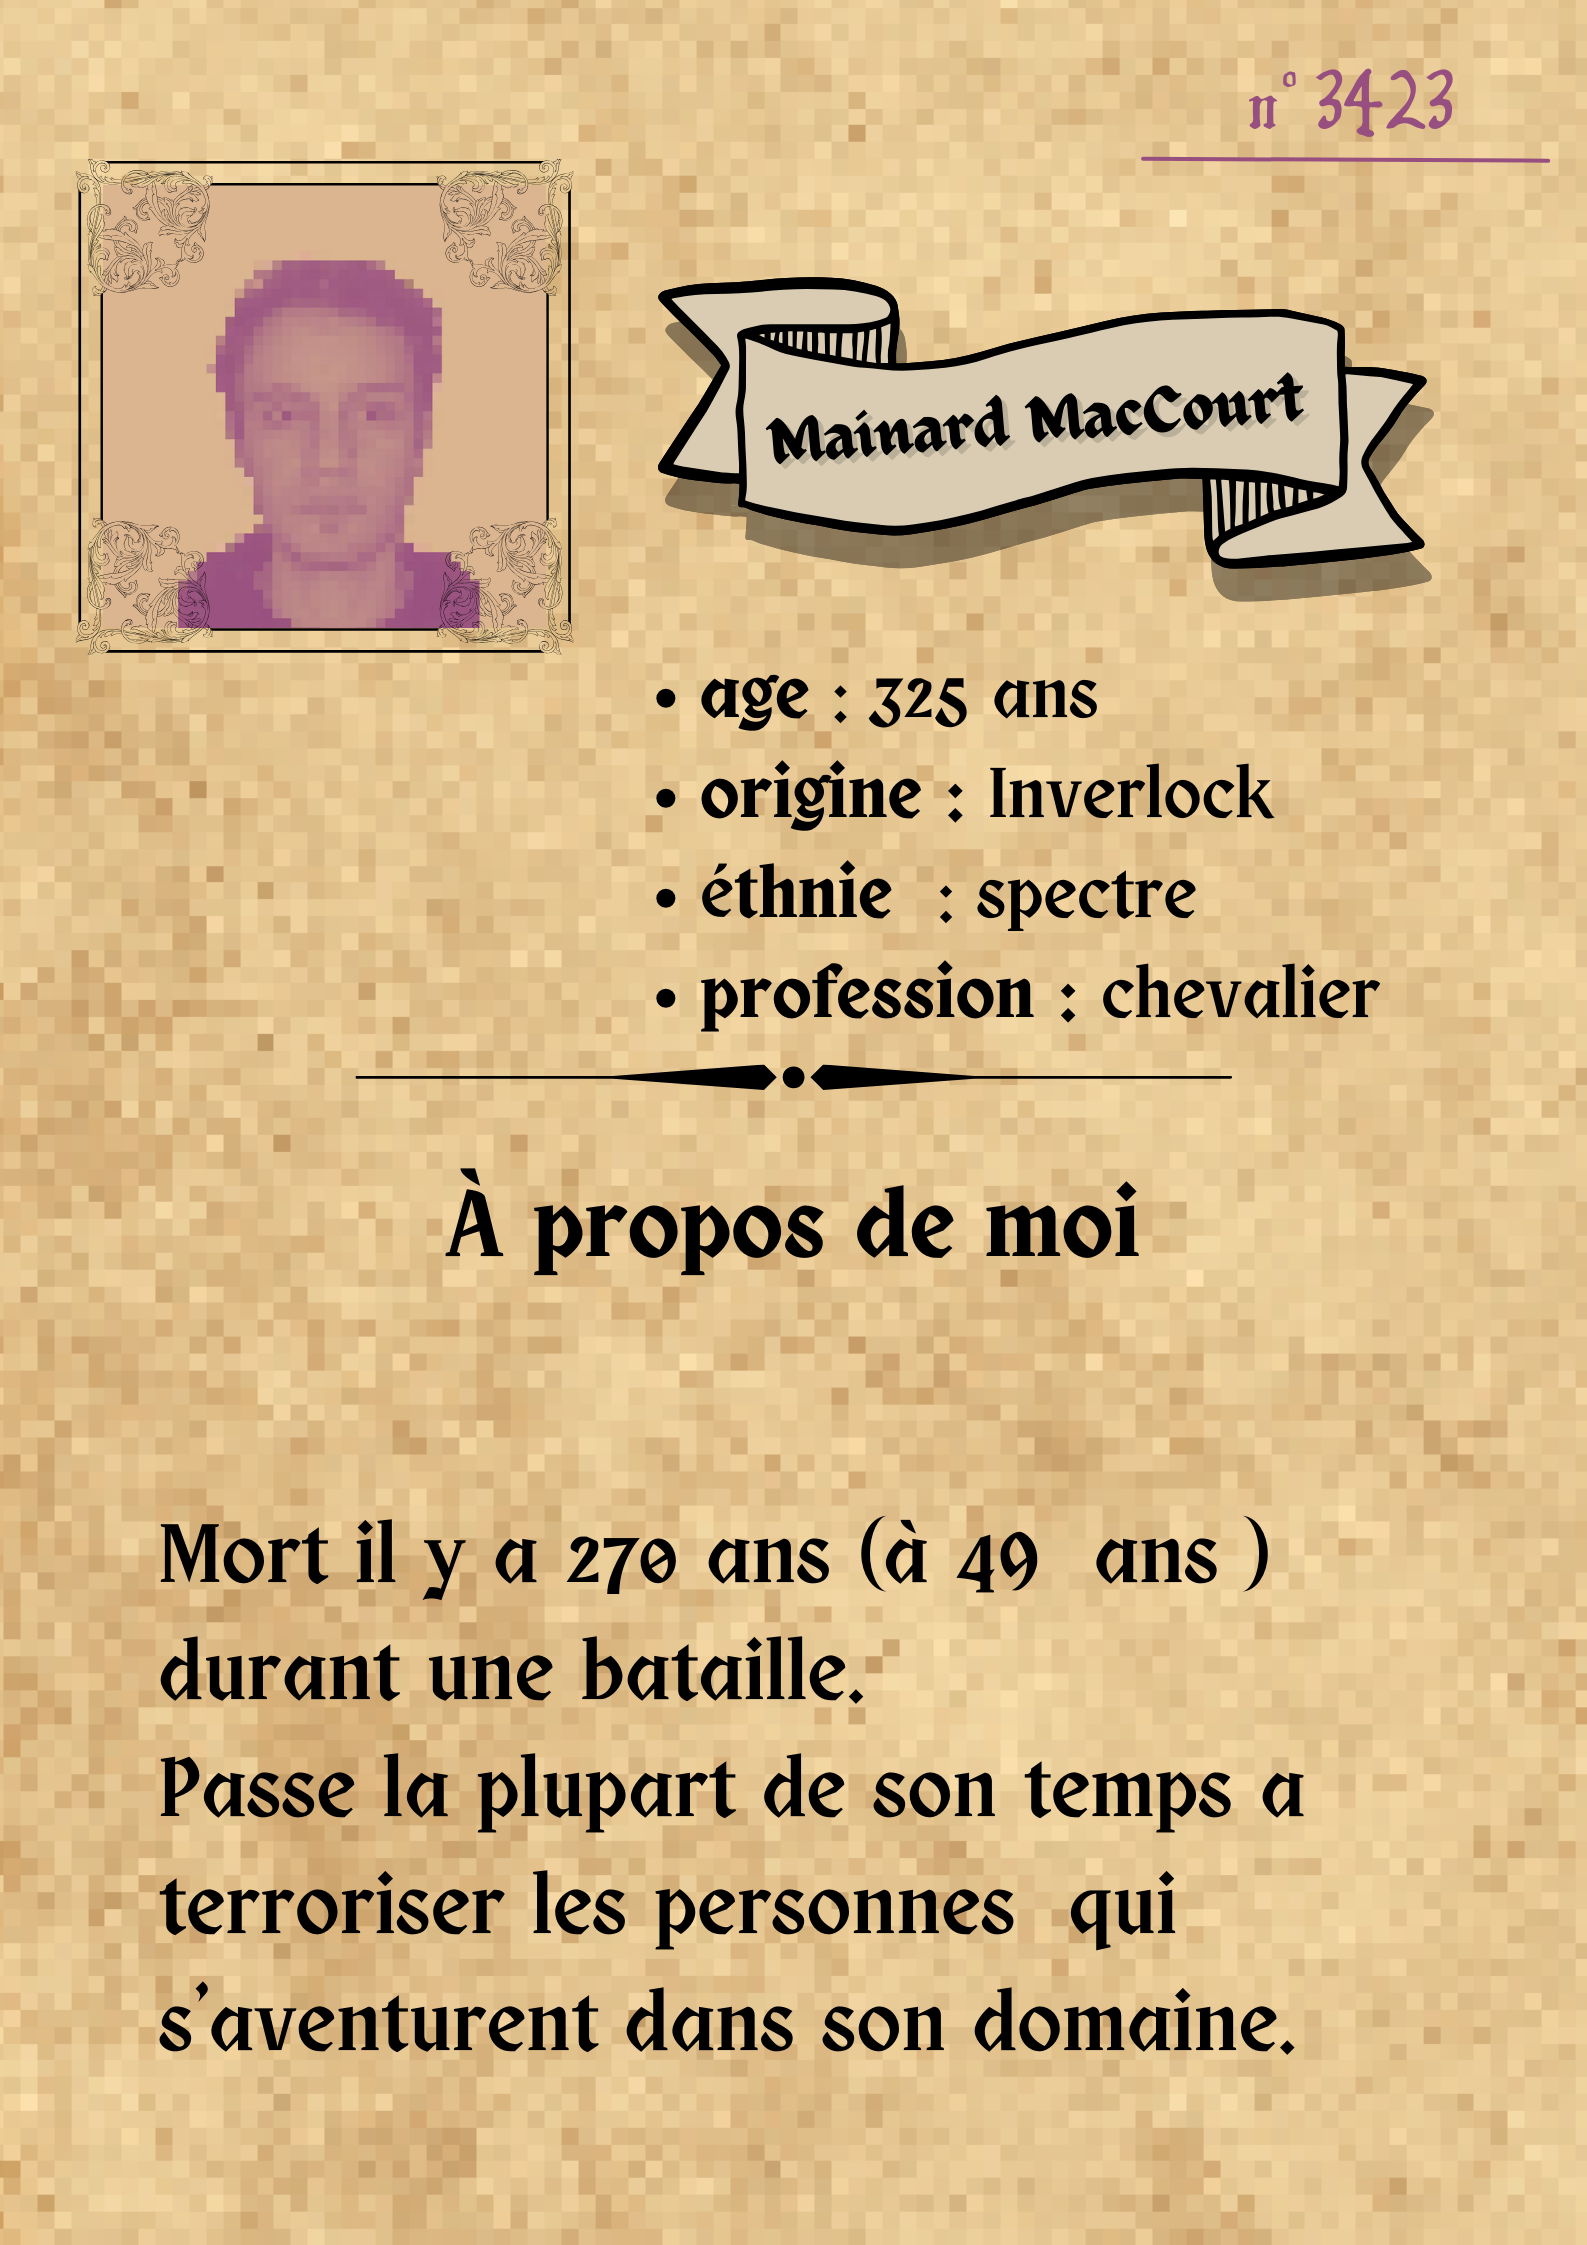 n° 3423
Mainard MacCourt
• age : 325 ans
• origine : Inverlock
• éthnie : spectre
• profession : chevalier
À propos de moi
Mort il y a 270 ans (à 49 ans )
durant une bataille.
Passe la plupart de son temps a
terroriser les personnes qui
s'aventurent dans son domaine.